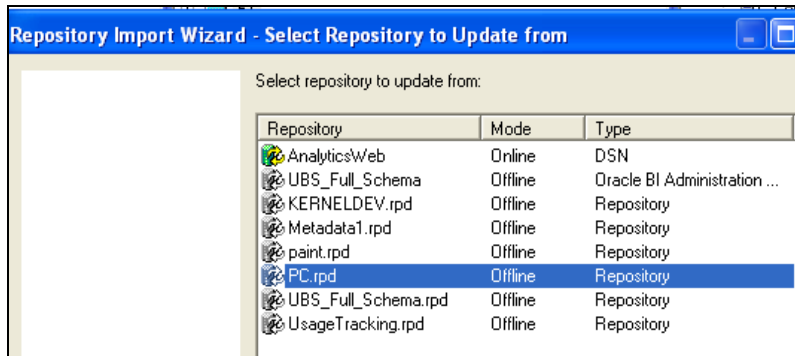 Repository Import Wizard - Select Repository to Update from
Select repository to update from:
Repository Mode Type
AnalyticsWeb Online DSN
UBS_Full_Schema Offline Oracle BI Administration ...
KERNELDEV.rpd Offline Repository
Metadata1.rpd Offline Repository
paint.rpd Offline Repository
PC.rpd Offline Repository
UBS_Full_Schema.rpd Offline Repository
UsageTracking.rpd Offline Repository